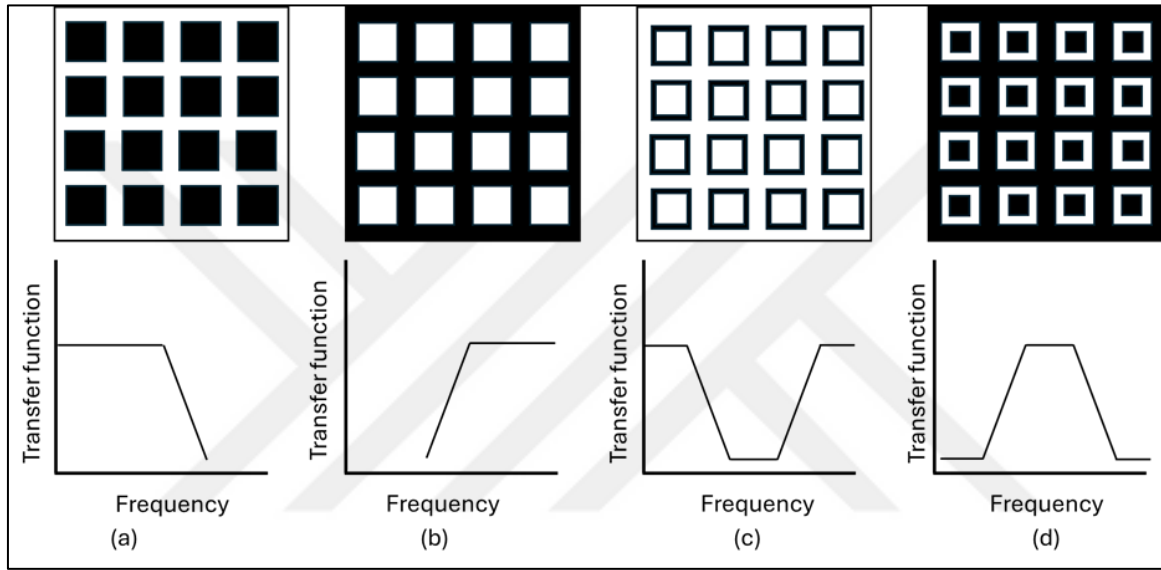 Transfer function
Transfer function
Transfer function
Transfer function
Frequency
Frequency
Frequency
Frequency
(a)
(b)
(c)
(d)